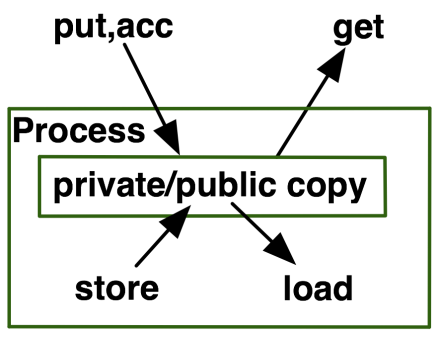 put,acc get
Process
private/public copy
store load